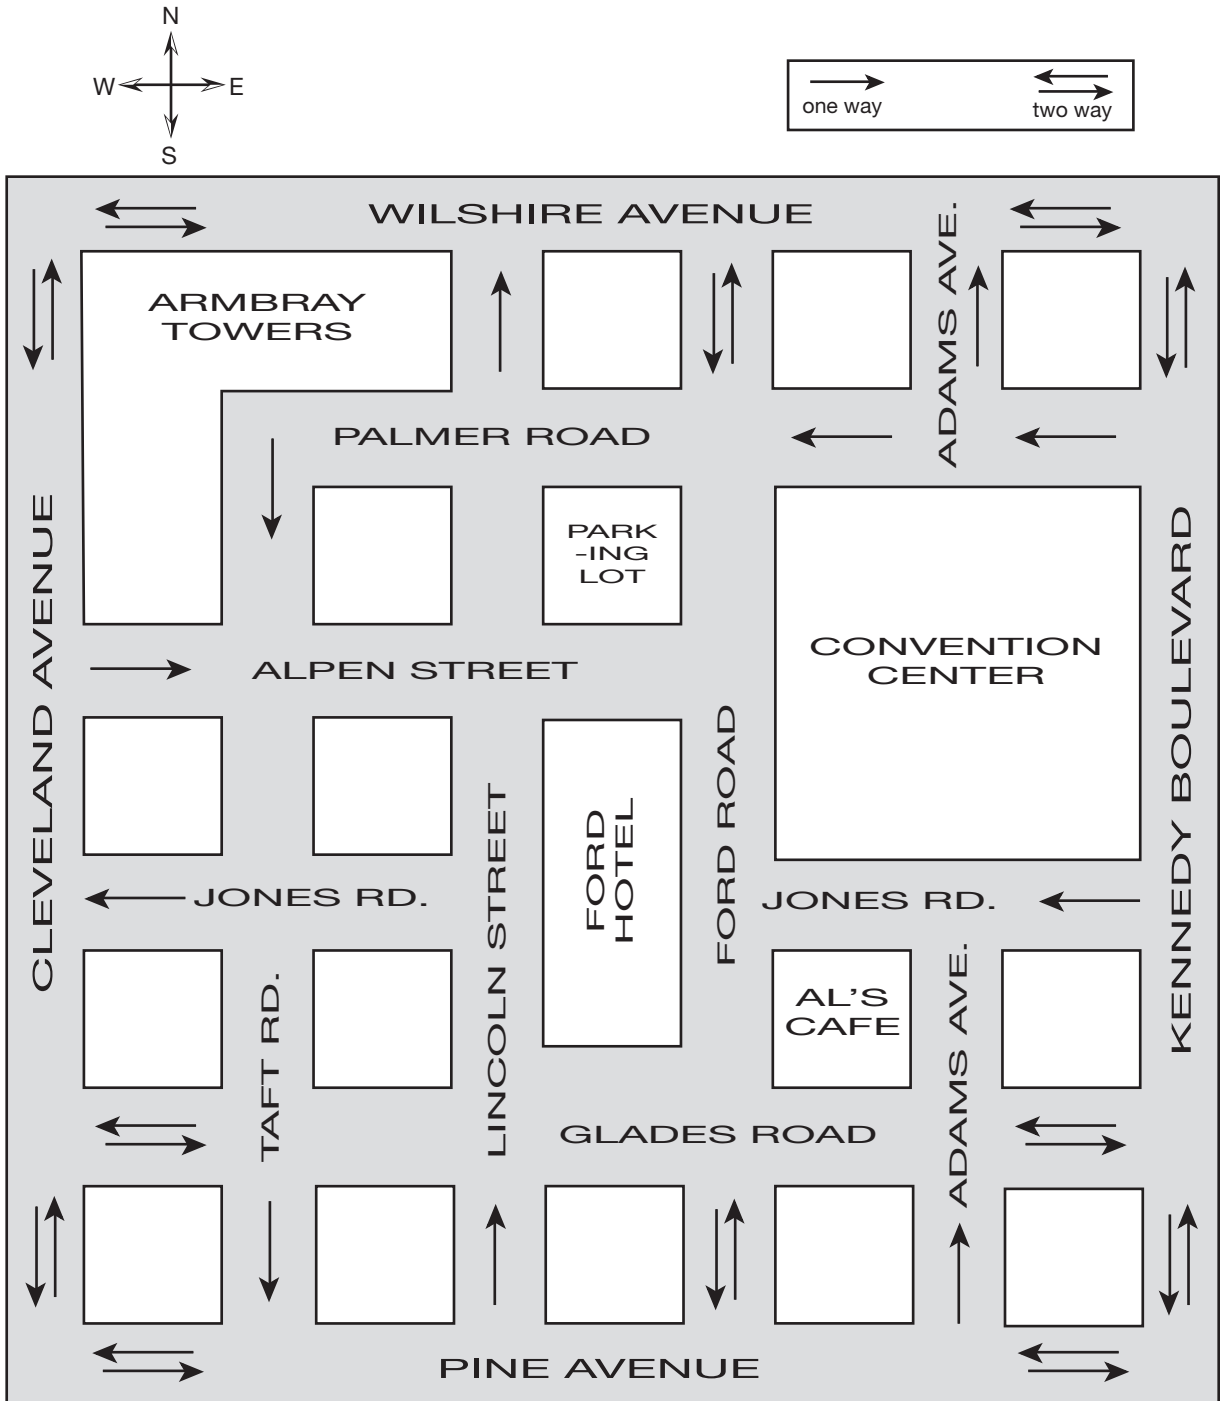 N
W
E
S
one way
two way
WILSHIRE AVENUE
ADAMS AVE.
ARMBRAY
TOWERS
PALMER ROAD
CLEVELAND AVENUE
PARK
-ING
LOT
KENNEDY BOULEVARD
CONVENTION
CENTER
ALPEN STREET
FORD ROAD
LINCOLN STREET
FORD
HOTEL
JONES RD.
JONES RD.
TAFT RD.
AL'S
CAFE
ADAMS AVE.
GLADES ROAD
PINE AVENUE